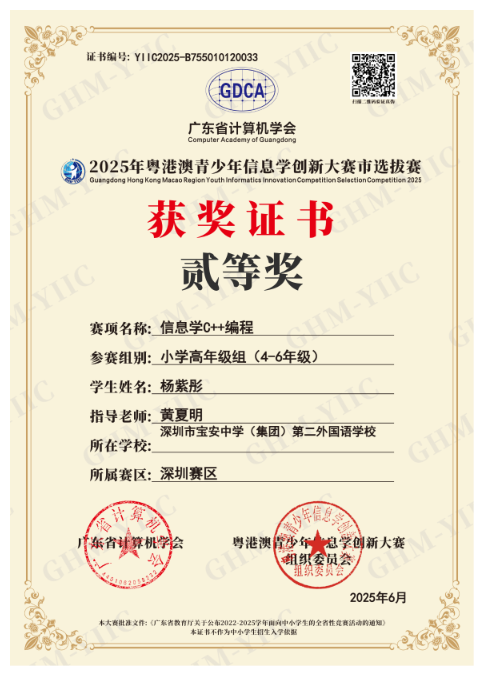 证书编号: YIIC2025-B755010120033
扫描二维码验证真伪
GDCA
广东省计算机学会
Computer Academy of Guangdong
2025年粤港澳青少年信息学创新大赛市选拔赛
Guangdong Hong Kong Macao Region Youth Informatics Innovation Competition Selection Competition 2025
获奖证书
贰等奖
赛项名称: 信息学C++编程
参赛组别: 小学高年级组（4-6年级）
学生姓名: 杨紫彤
指导老师: 黄夏明
所在学校: 深圳市宝安中学（集团）第二外国语学校
所属赛区: 深圳赛区
广东省计算机学会
粤港澳青少年信息学创新大赛
组织委员会
2025年6月
本大赛批准文件:《广东省教育厅关于公布2022-2025学年面向中小学生的全省性竞赛活动的通知》
本证书不作为中小学生招生入学依据
GHM-YIIC